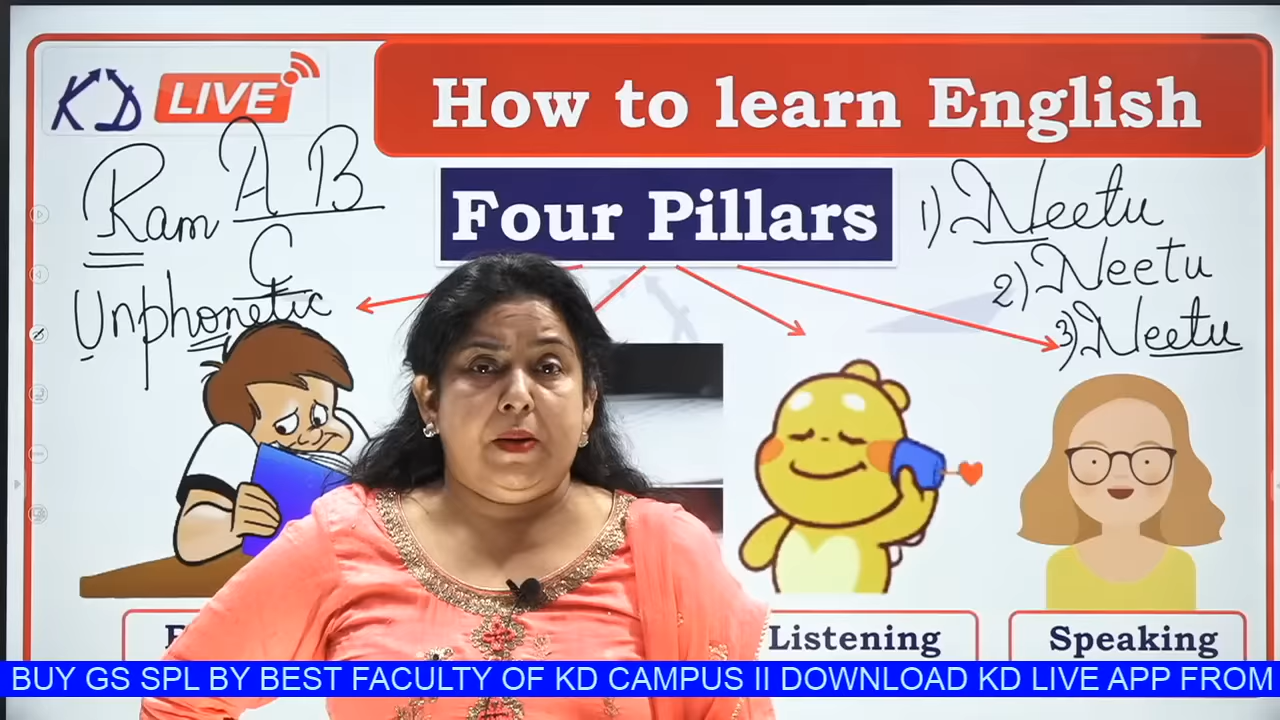 KD LIVE
How to learn English
Four Pillars
Ram
A B
C
Unphonetic
1) Neetu
2) Neetu
3) Neetu
Listening
Speaking
BUY GS SPL BY BEST FACULTY OF KD CAMPUS II DOWNLOAD KD LIVE APP FROM